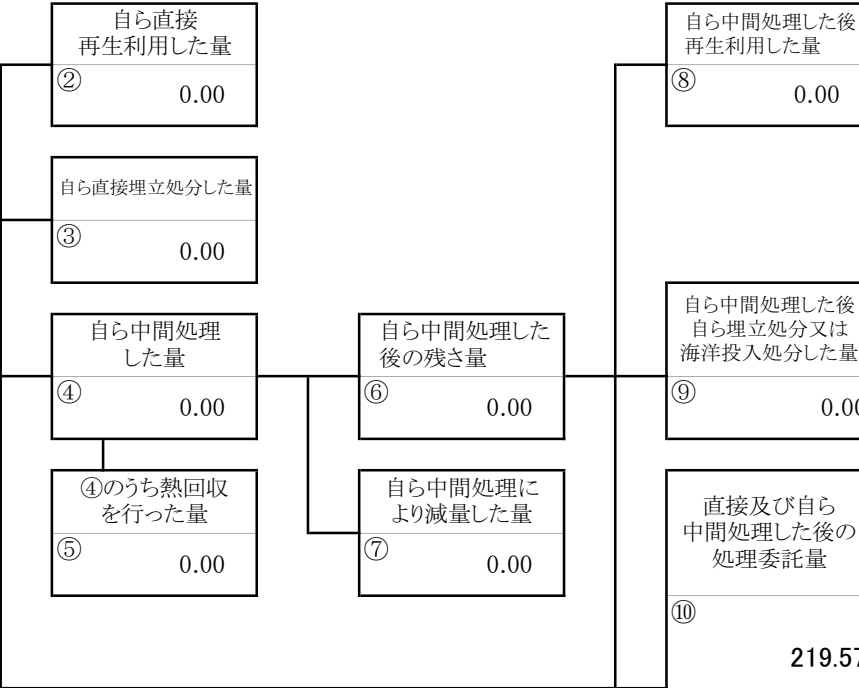 自ら直接
再生利用した量
②
0.00
自ら直接埋立処分した量
③
0.00
自ら中間処理
した量
④
0.00
④のうち熱回収
を行った量
⑤
0.00
自ら中間処理した
後の残さ量
⑥
0.00
自ら中間処理に
より減量した量
⑦
0.00
自ら中間処理した後
再生利用した量
⑧
0.00
自ら中間処理した後
自ら埋立処分又は
海洋投入処分した量
⑨
0.00
直接及び自ら
中間処理した後の
処理委託量
⑩
219.57